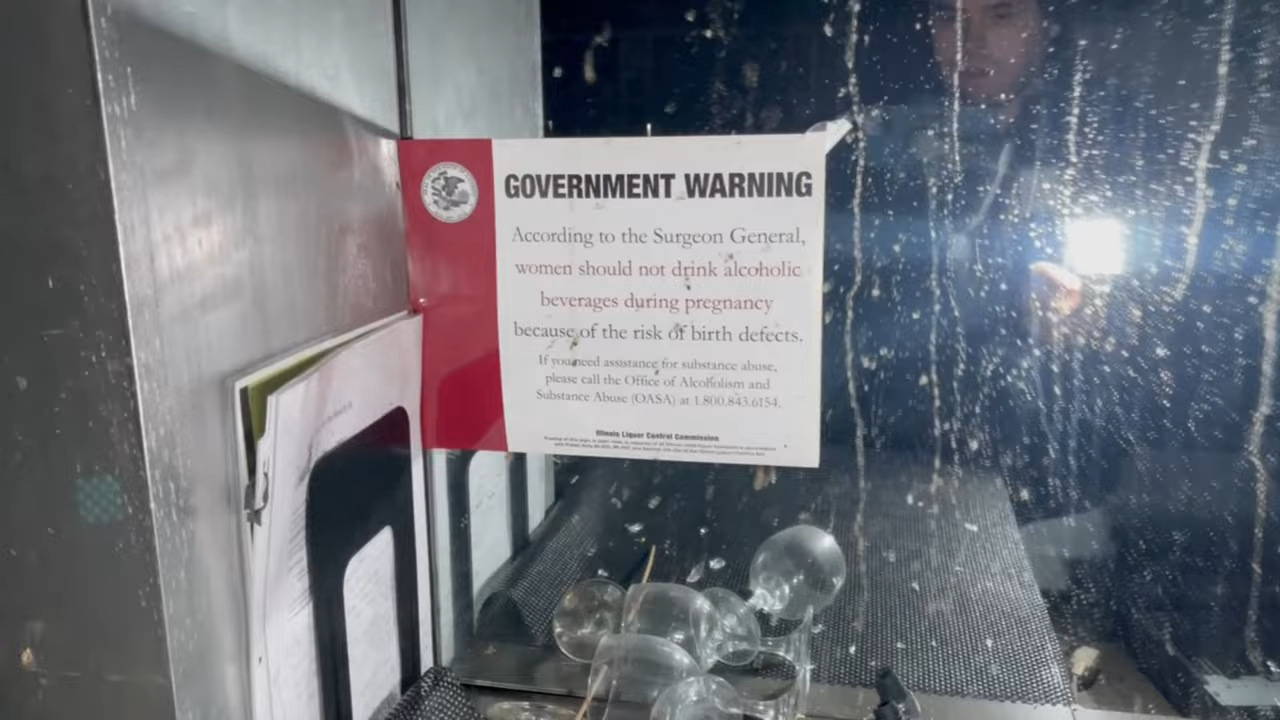 GOVERNMENT WARNING
According to the Surgeon General,
women should not drink alcoholic
beverages during pregnancy
because of the risk of birth defects.
If you need assistance for substance abuse,
please call the Office of Alcoholism and
Substance Abuse (OASA) at 1.800.843.6154.
Illinois Liquor Control Commission